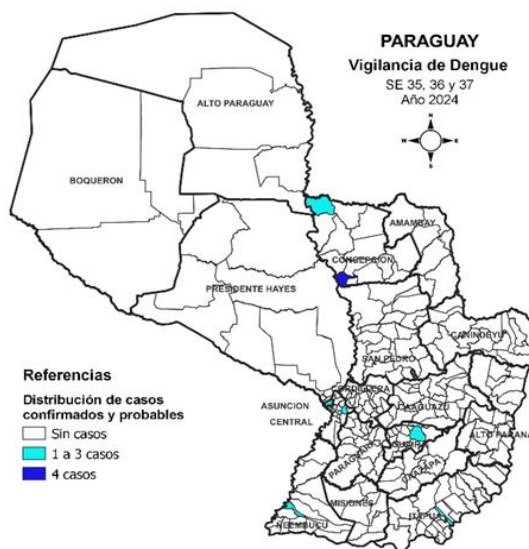 PARAGUAY
Vigilancia de Dengue
SE 35, 36 y 37
Año 2024
N
W
E
S
ALTO PARAGUAY
BOQUERON
AMAMBAY
CONCEPCION
PRESIDENTE HAYES
CANINDEYU
SAN PEDRO
CORDILLERA
ASUNCION
CENTRAL
CAAGUAZU
ALTO PARANA
PARAGUARI
GUAIRA
CAAZAPA
MISIONES
ITAPUA
ÑEEMBUCU
Referencias
Distribución de casos
confirmados y probables
Sin casos
1 a 3 casos
4 casos